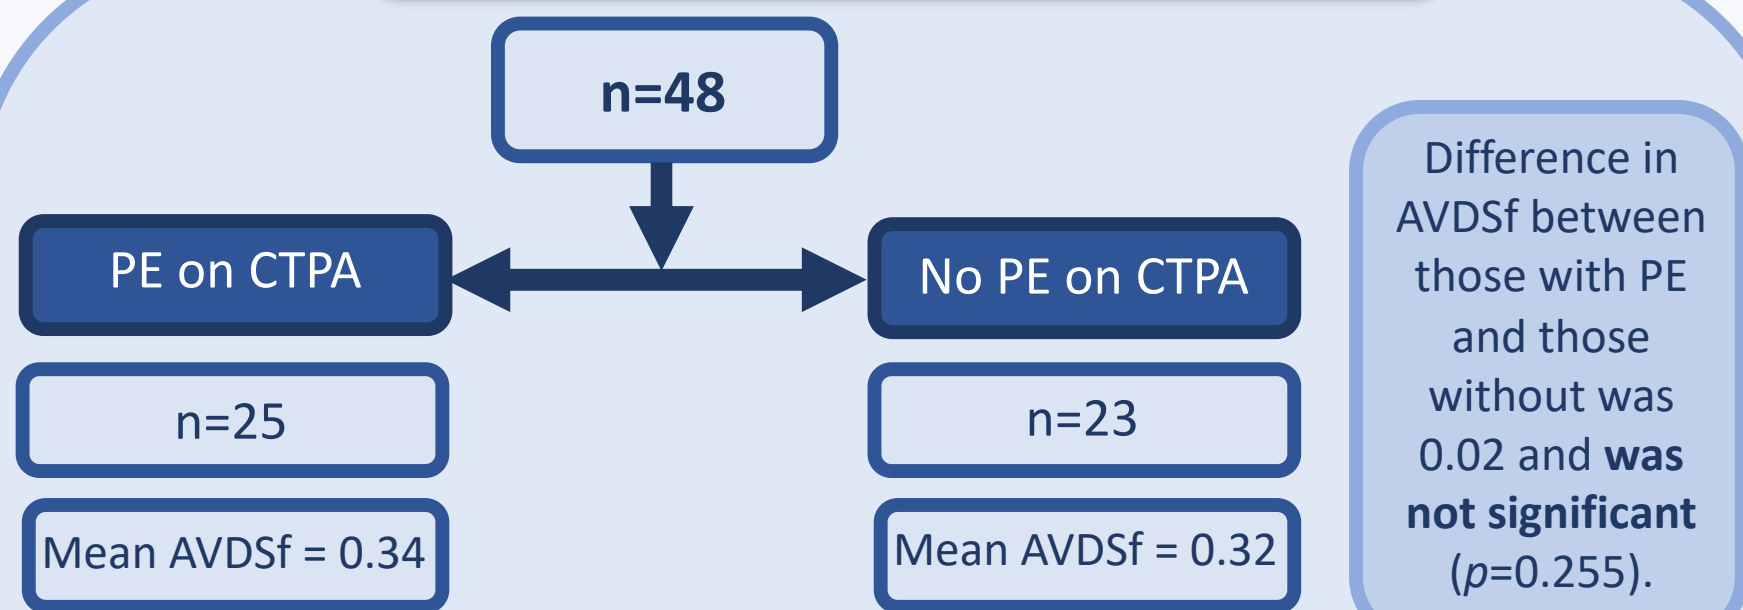 n=48
PE on CTPA
No PE on CTPA
n=25
n=23
Mean AVDSf = 0.34
Mean AVDSf = 0.32
Difference in
AVDSf between
those with PE
and those
without was
0.02 and was
not significant
(p=0.255).